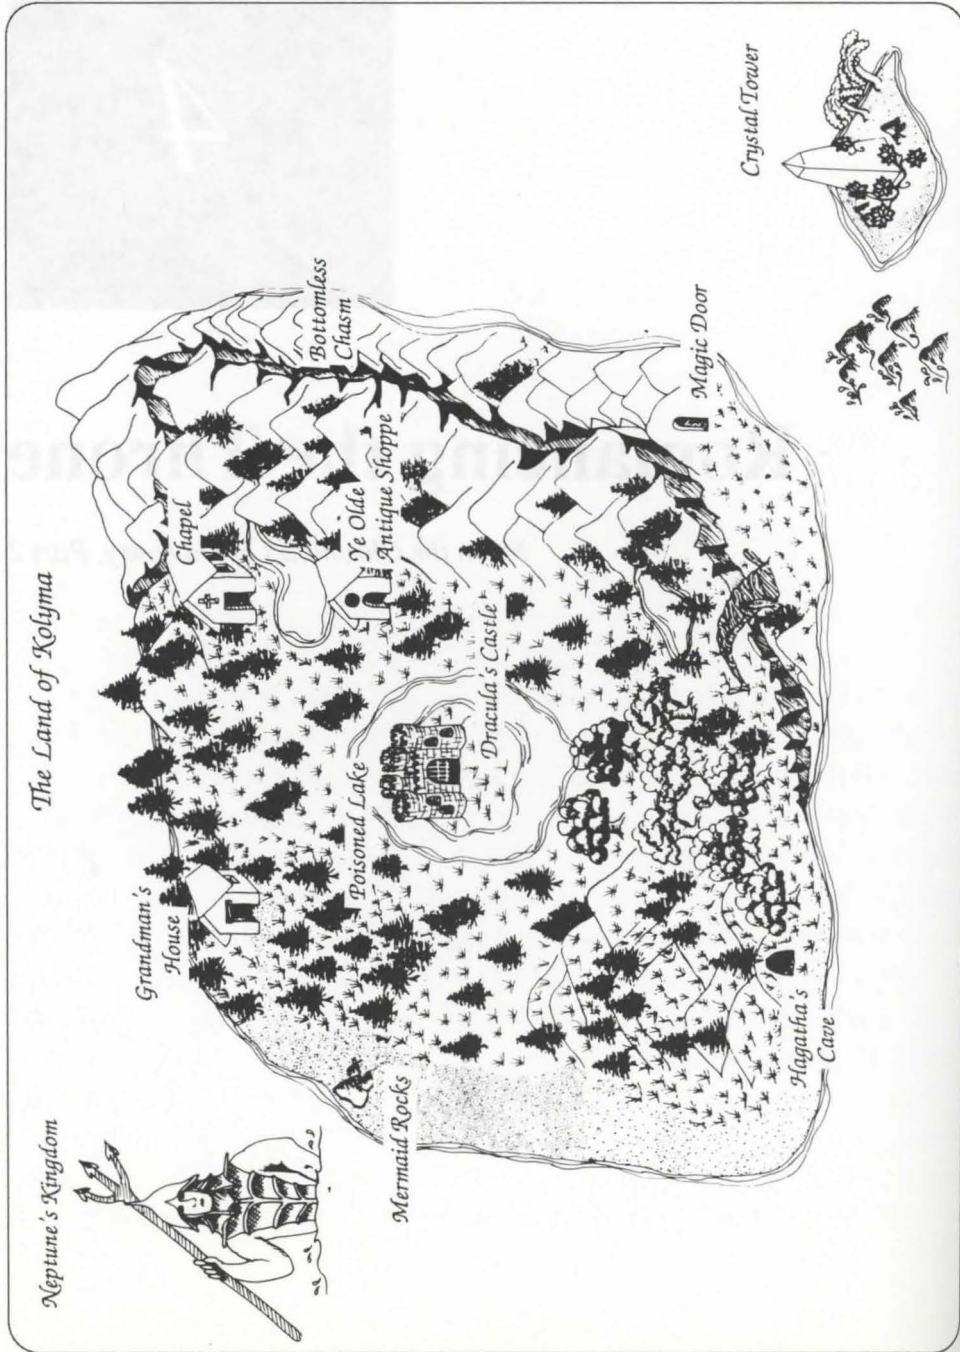 The Land of Kolyma
Neptune's Kingdom
Grandman's
House
Chapel
Mermaid Rocks
Poisoned Lake
Ye Olde
Antique Shoppe
Bottomless
Chasm
Dracula's Castle
Hagatha's
Cave
Magic Door
Crystal Tower
4